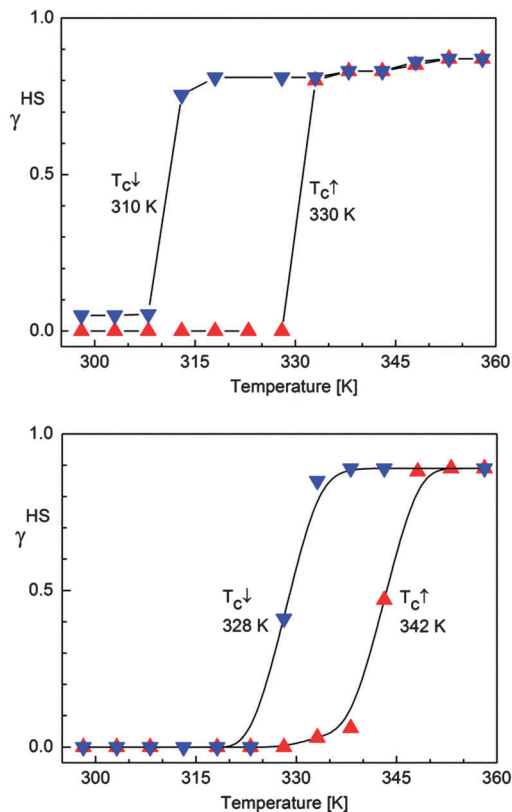 1.0
γ HS
0.5
T_C↓
310 K
T_C↑
330 K
0.0
300 315 330 345 360
Temperature [K]
1.0
γ HS
0.5
T_C↓
328 K
T_C↑
342 K
0.0
300 315 330 345 360
Temperature [K]